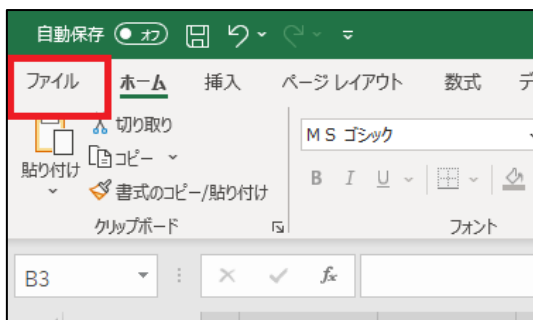 自動保存 オフ
ファイル ホーム 挿入 ページ レイアウト 数式
切り取り
MS ゴシック
コピー
貼り付け
B I U
書式のコピー/貼り付け
クリップボード フォント
B3 fx